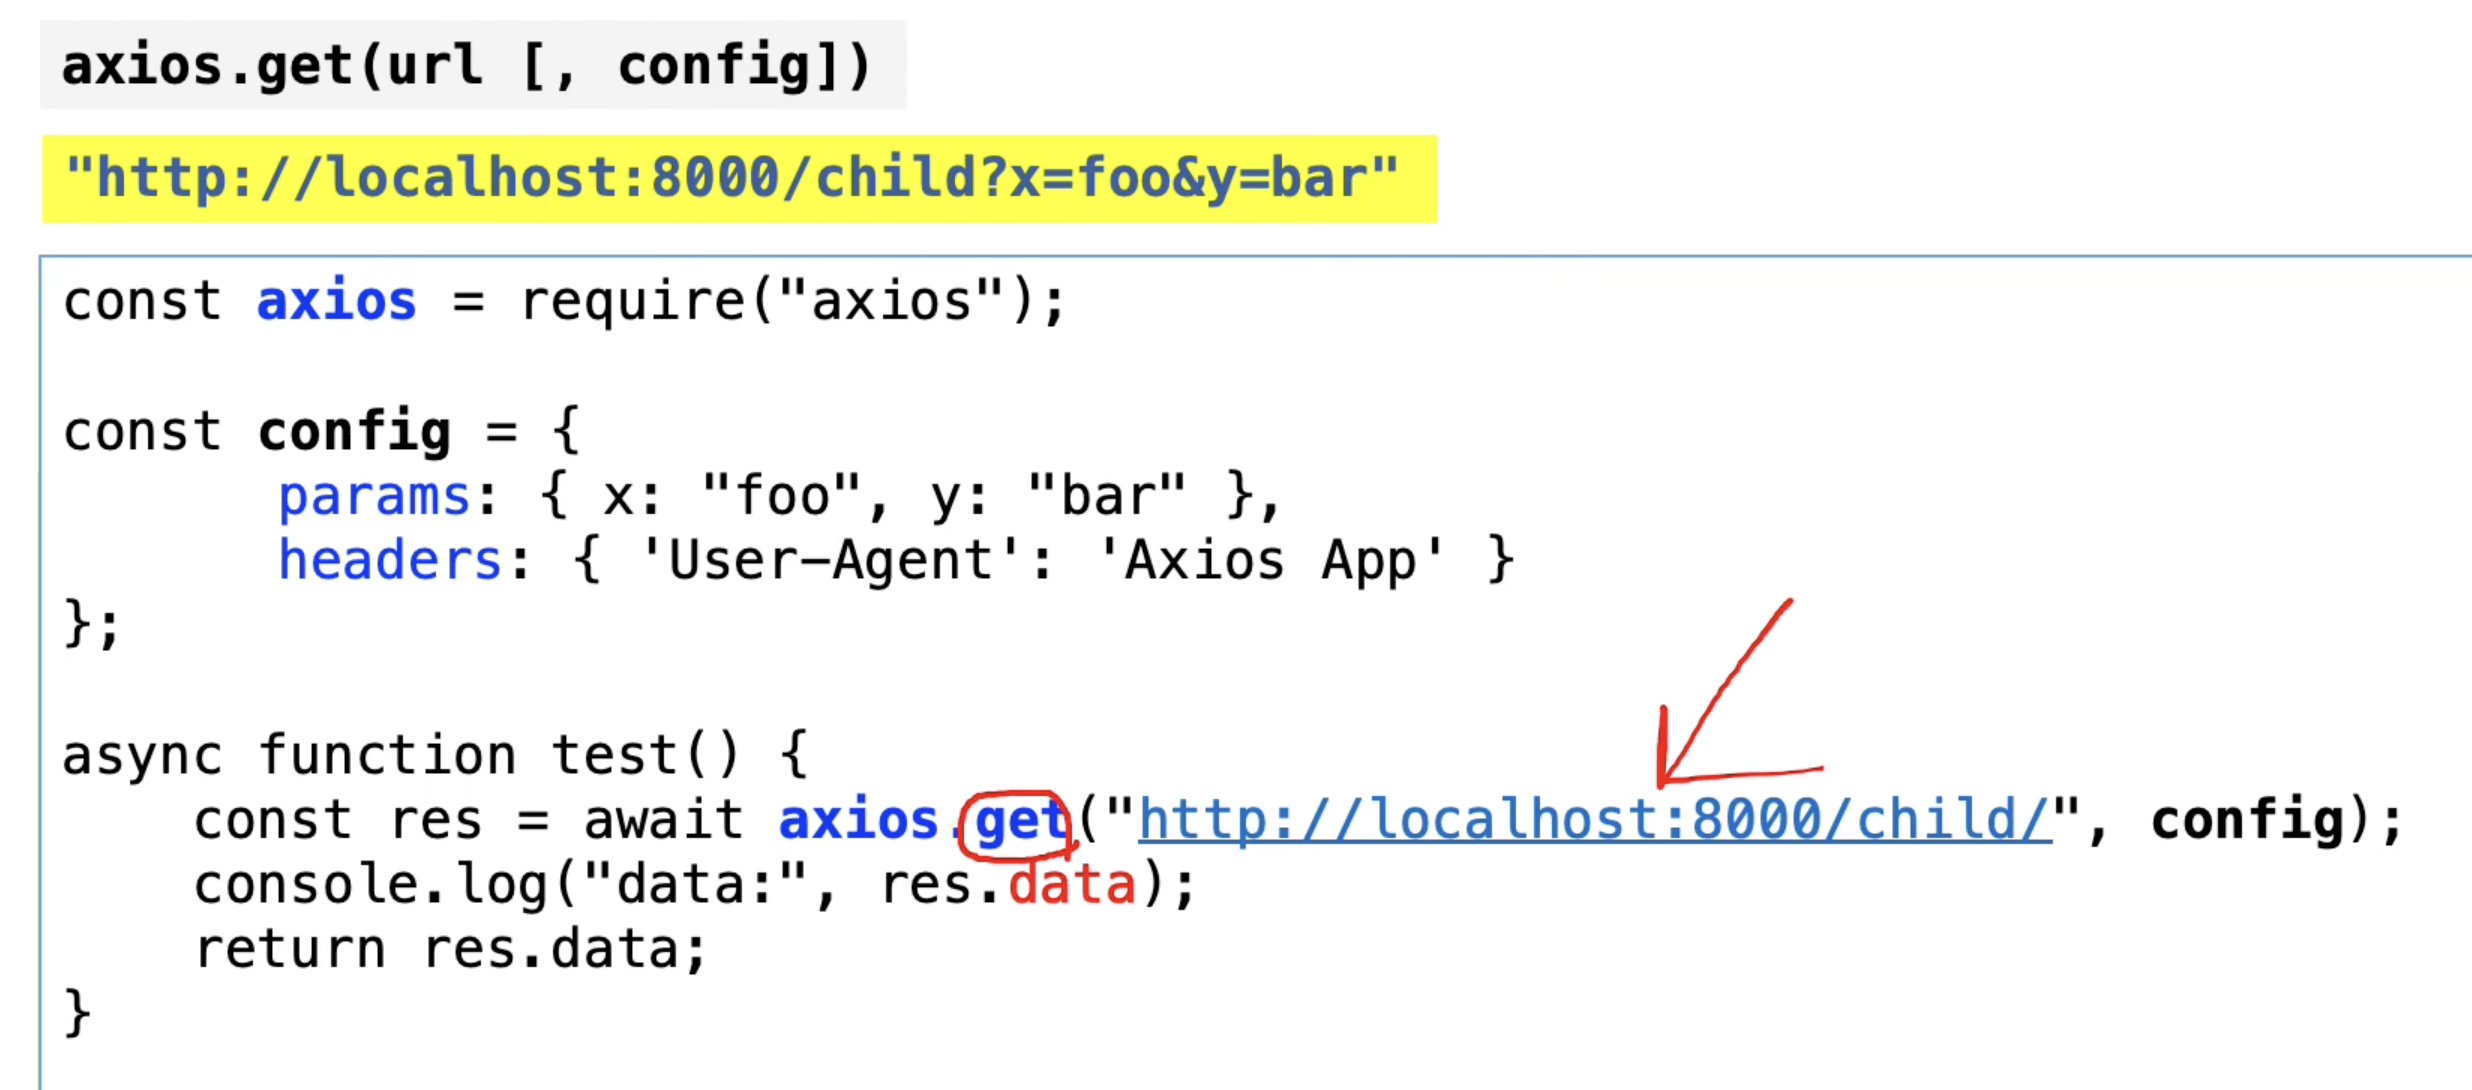 axios.get(url [, config])
"http://localhost:8000/child?x=foo&y=bar"
const axios = require("axios");
const config = {
params: { x: "foo", y: "bar" },
headers: { 'User-Agent': 'Axios App' }
};
async function test() {
const res = await axios.get("http://localhost:8000/child/", config);
console.log("data:", res.data);
return res.data;
}